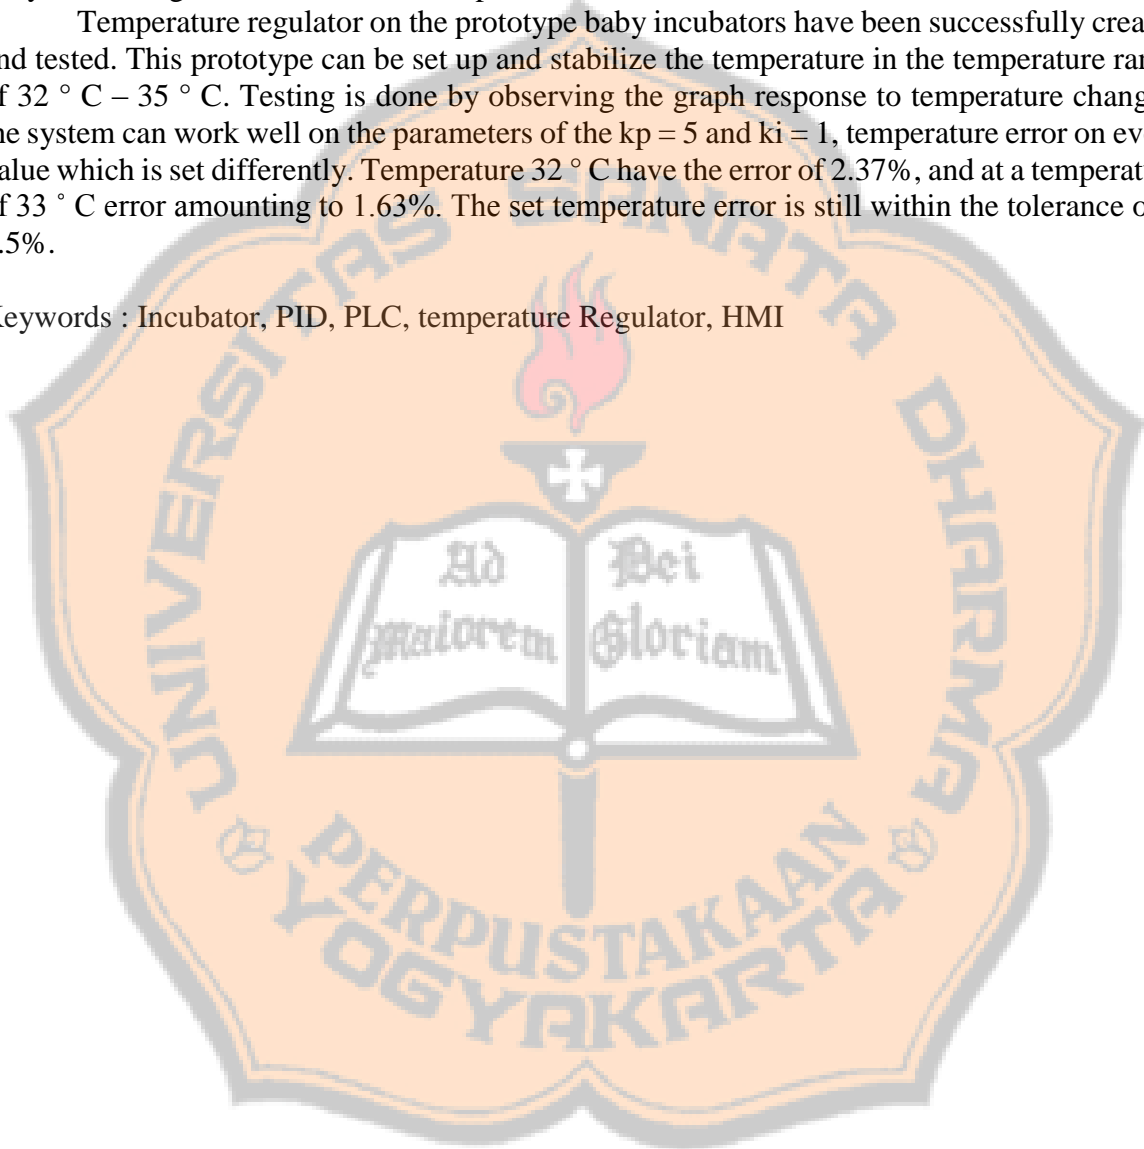 Temperature regulator on the prototype baby incubators have been successfully crea
nd tested. This prototype can be set up and stabilize the temperature in the temperature ran
f 32 ° C – 35 ° C. Testing is done by observing the graph response to temperature chang
he system can work well on the parameters of the kp = 5 and ki = 1, temperature error on ev
alue which is set differently. Temperature 32 ° C have the error of 2.37%, and at a temperat
f 33 ˚ C error amounting to 1.63%. The set temperature error is still within the tolerance o
.5%.
Keywords : Incubator, PID, PLC, temperature Regulator, HMI
UNIVERSITAS SANATA DHARMA
Ad Dei
Maiorem Gloriam
PERPUSTAKAAN
YOGYAKARTA